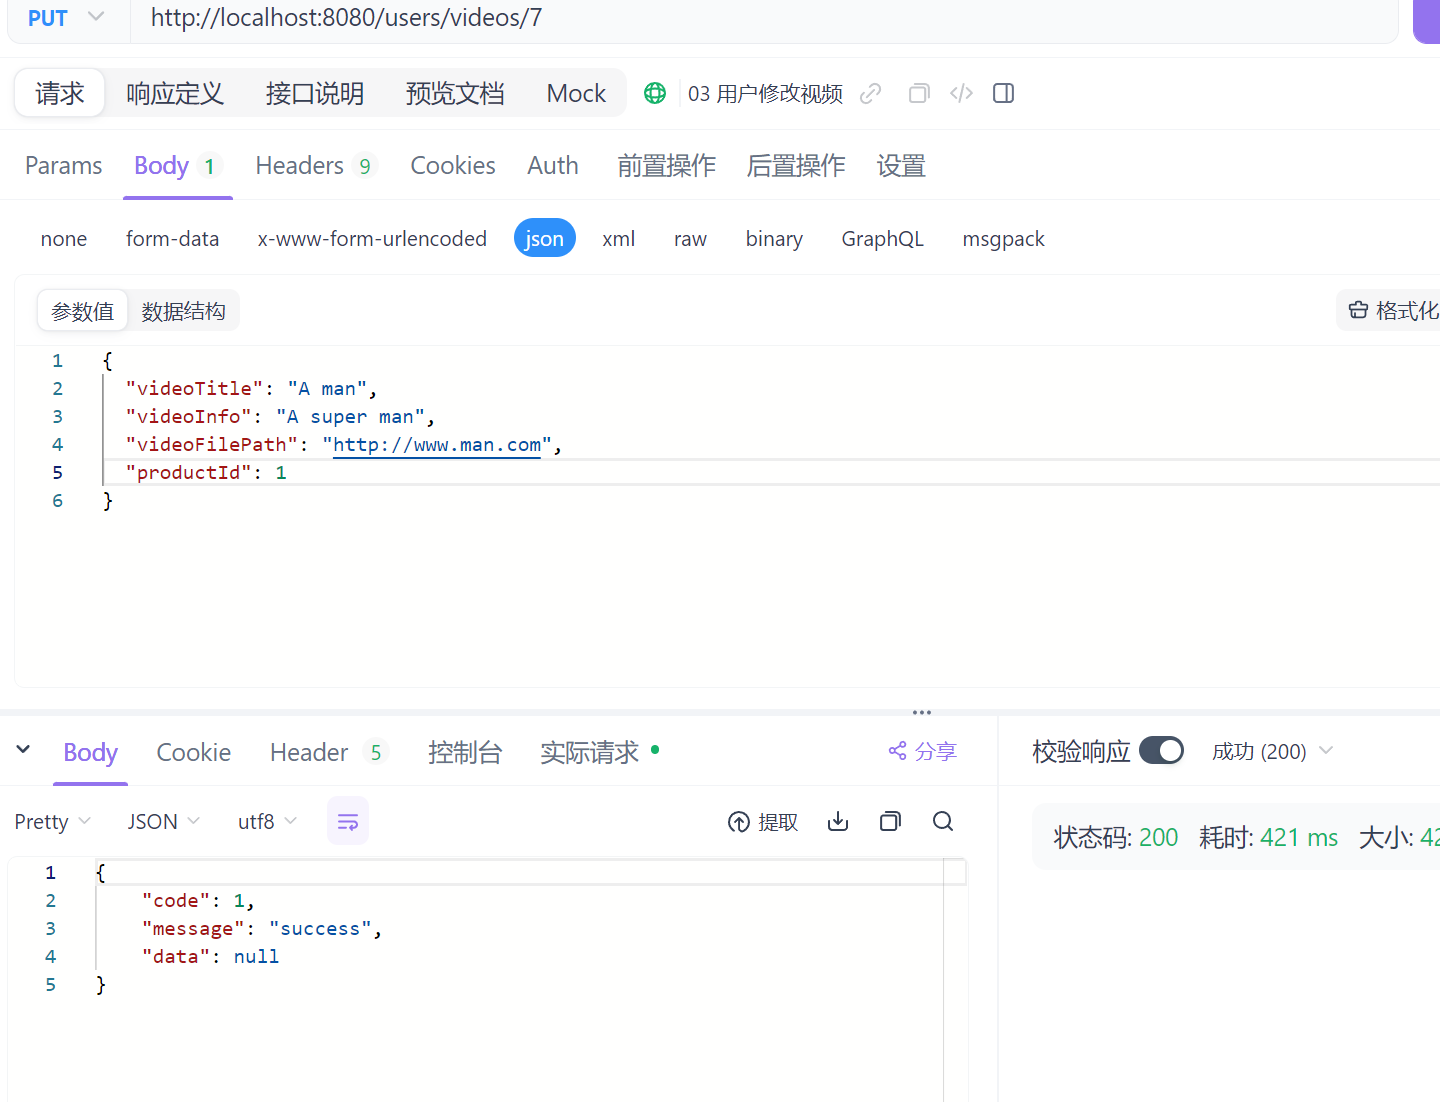 PUT http://localhost:8080/users/videos/7
请求 响应定义 接口说明 预览文档 Mock 03 用户修改视频
Params Body 1 Headers 9 Cookies Auth 前置操作 后置操作 设置
none form-data x-www-form-urlencoded json xml raw binary GraphQL msgpack
参数值 数据结构 格式化
1 {
2 "videoTitle": "A man",
3 "videoInfo": "A super man",
4 "videoFilePath": "http://www.man.com",
5 "productId": 1
6 }
Body Cookie Header 5 控制台 实际请求 分享 校验响应 成功 (200)
Pretty JSON utf8 提取
状态码: 200 耗时: 421 ms 大小: 42
1 {
2 "code": 1,
3 "message": "success",
4 "data": null
5 }